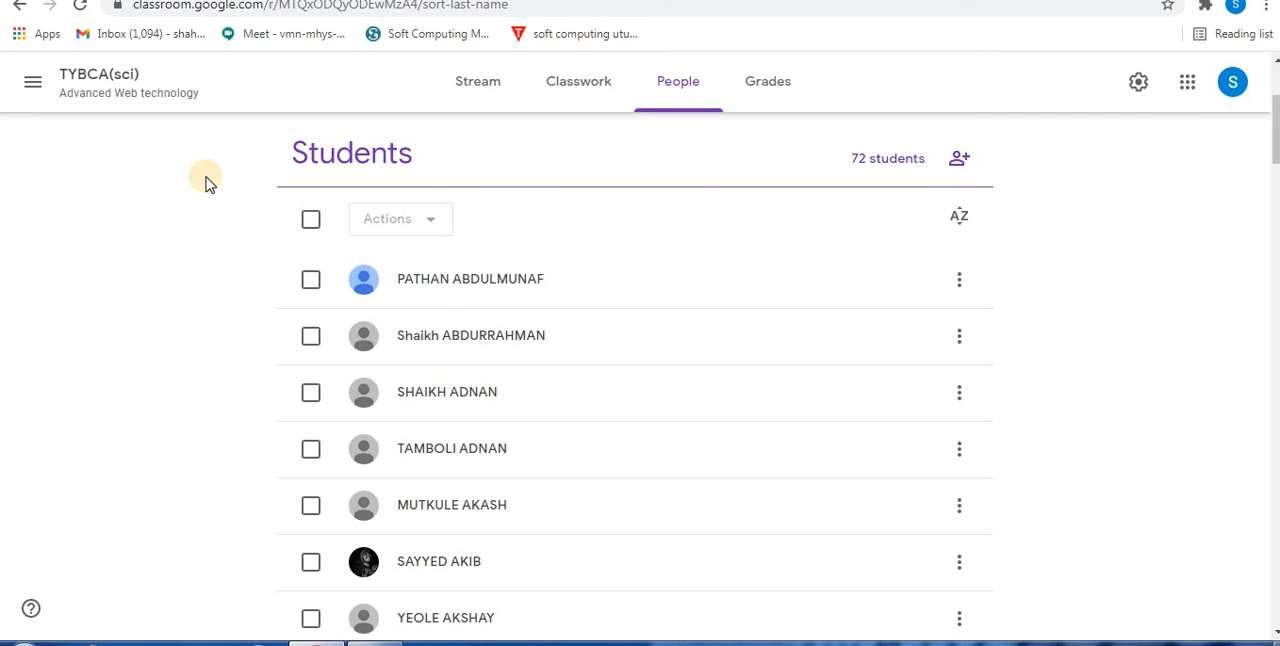 classroom.google.com/r/MTQxODQyODEwMzA4/sort-last-name
S
Apps
Inbox (1,094) - shah...
Meet - vmn-mhys-...
Soft Computing M...
soft computing utu...
Reading list
TYBCA(sci)
Advanced Web technology
Stream
Classwork
People
Grades
S
Students
72 students
Actions
AZ
PATHAN ABDULMUNAF
Shaikh ABDURRAHMAN
SHAIKH ADNAN
TAMBOLI ADNAN
MUTKULE AKASH
SAYYED AKIB
YEOLE AKSHAY